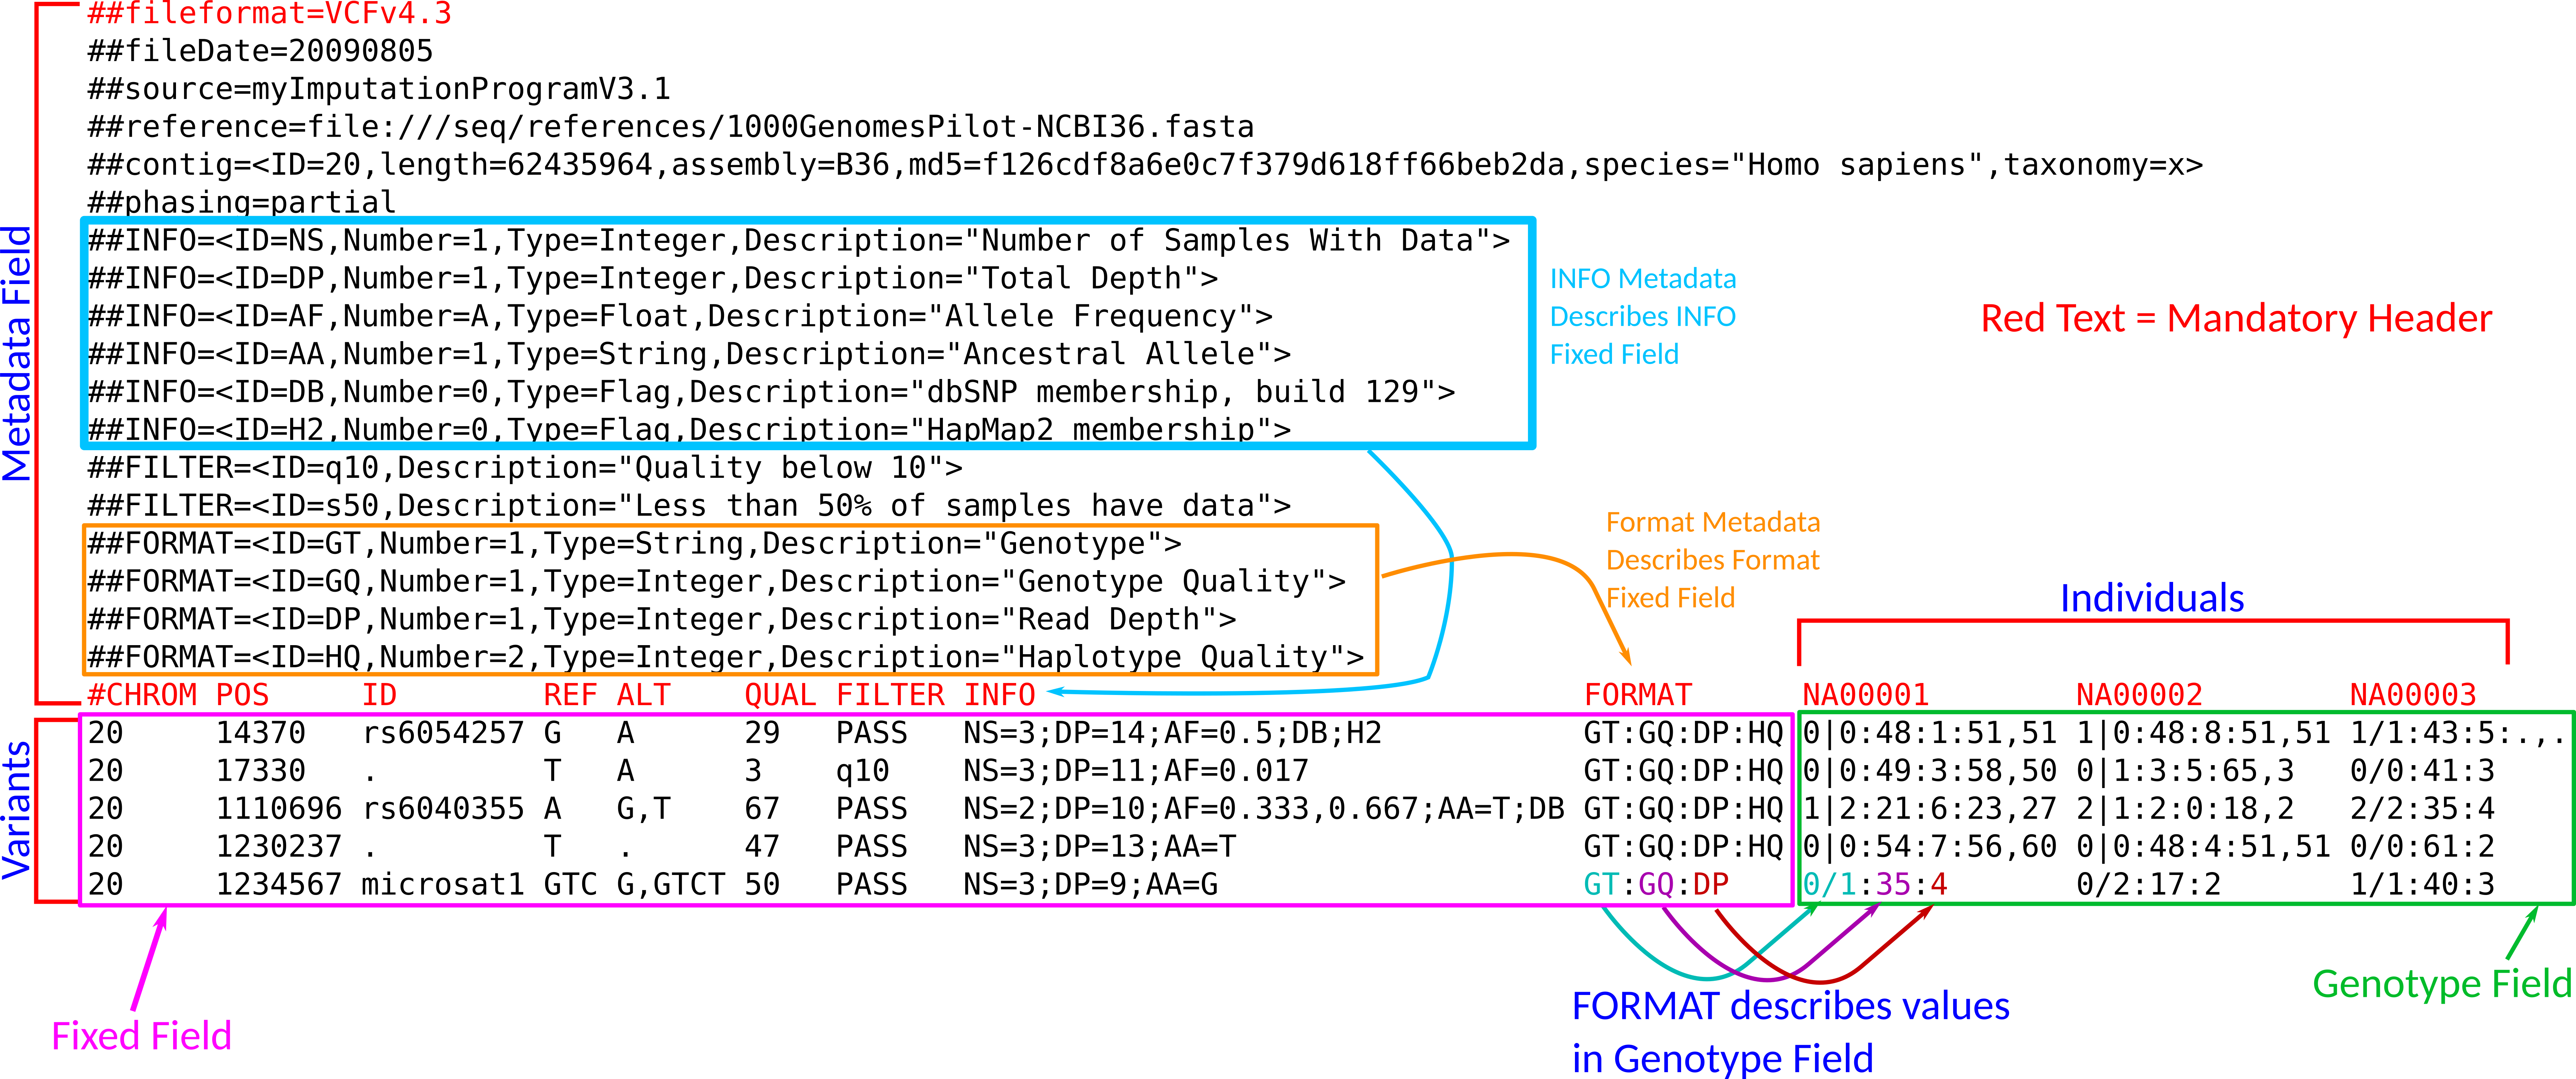 ##fileformat=VCFv4.3
##fileDate=20090805
##source=myImputationProgramV3.1
##reference=file:///seq/references/1000GenomesPilot-NCBI36.fasta
##contig=<ID=20,length=62435964,assembly=B36,md5=f126cdf8a6e0c7f379d618ff66beb2da,species="Homo sapiens",taxonomy=x>
##phasing=partial
##INFO=<ID=NS,Number=1,Type=Integer,Description="Number of Samples With Data">
##INFO=<ID=DP,Number=1,Type=Integer,Description="Total Depth">
##INFO=<ID=AF,Number=A,Type=Float,Description="Allele Frequency">
##INFO=<ID=AA,Number=1,Type=String,Description="Ancestral Allele">
##INFO=<ID=DB,Number=0,Type=Flag,Description="dbSNP membership, build 129">
##INFO=<ID=H2,Number=0,Type=Flag,Description="HapMap2 membership">
##FILTER=<ID=q10,Description="Quality below 10">
##FILTER=<ID=s50,Description="Less than 50% of samples have data">
##FORMAT=<ID=GT,Number=1,Type=String,Description="Genotype">
##FORMAT=<ID=GQ,Number=1,Type=Integer,Description="Genotype Quality">
##FORMAT=<ID=DP,Number=1,Type=Integer,Description="Read Depth">
##FORMAT=<ID=HQ,Number=2,Type=Integer,Description="Haplotype Quality">
#CHROM POS ID REF ALT QUAL FILTER INFO FORMAT NA00001 NA00002 NA00003
20 14370 rs6054257 G A 29 PASS NS=3;DP=14;AF=0.5;DB;H2 GT:GQ:DP:HQ 0|0:48:1:51,51 1|0:48:8:51,51 1/1:43:5:.,.
20 17330 . T A 3 q10 NS=3;DP=11;AF=0.017 GT:GQ:DP:HQ 0|0:49:3:58,50 0|1:3:5:65,3 0/0:41:3
20 1110696 rs6040355 A G,T 67 PASS NS=2;DP=10;AF=0.333,0.667;AA=T;DB GT:GQ:DP:HQ 1|2:21:6:23,27 2|1:2:0:18,2 2/2:35:4
20 1230237 . T . 47 PASS NS=3;DP=13;AA=T GT:GQ:DP:HQ 0|0:54:7:56,60 0|0:48:4:51,51 0/0:61:2
20 1234567 microsat1 GTC G,GTCT 50 PASS NS=3;DP=9;AA=G GT:GQ:DP 0/1:35:4 0/2:17:2 1/1:40:3
Metadata Field
Variants
INFO Metadata
Describes INFO
Fixed Field
Red Text = Mandatory Header
Format Metadata
Describes Format
Fixed Field
Individuals
Fixed Field
FORMAT describes values
in Genotype Field
Genotype Field